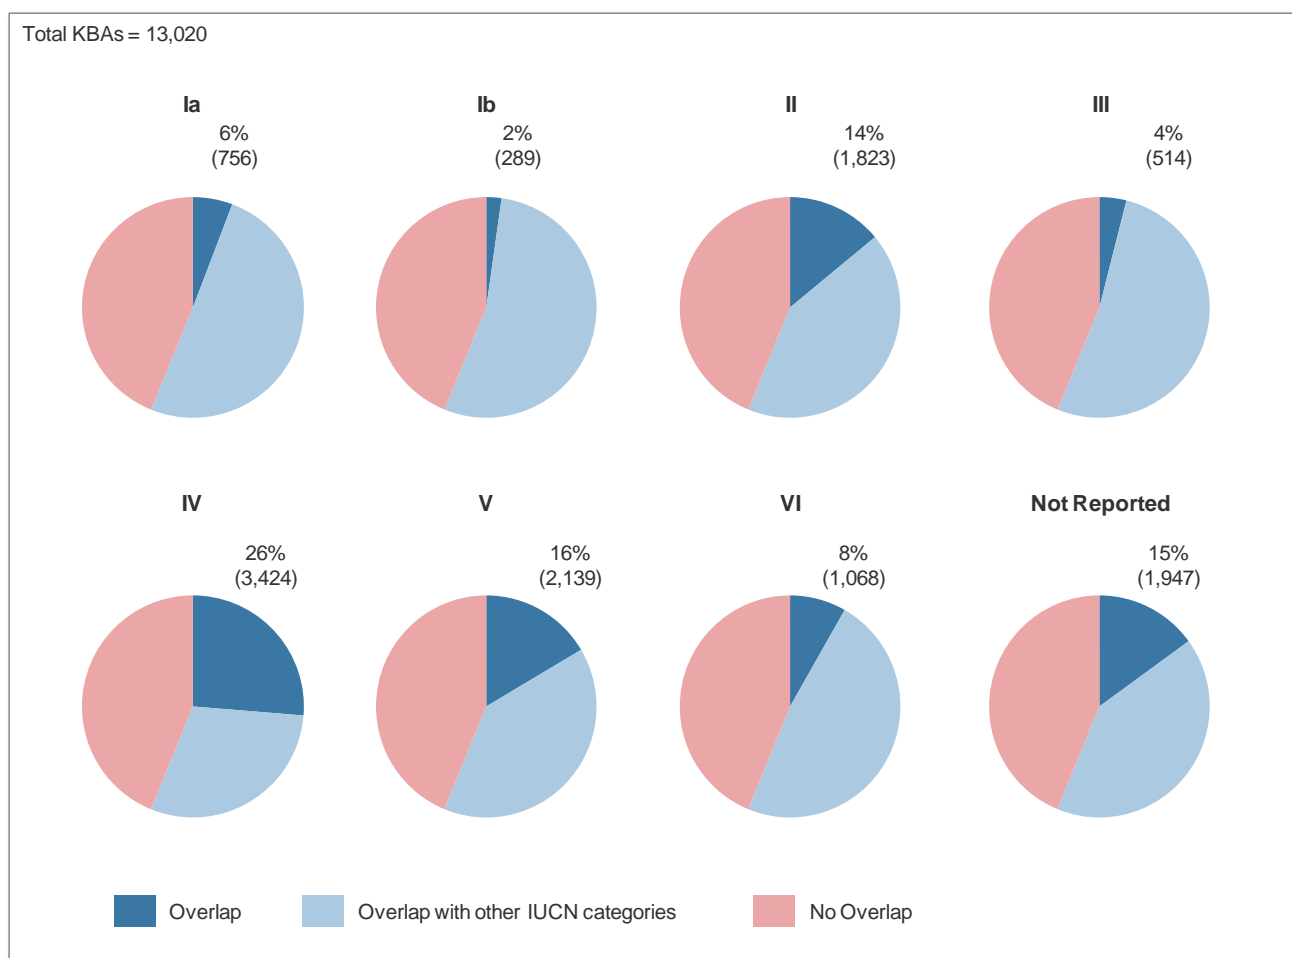 Total KBAs = 13,020
Ia
6%
(756)
Ib
2%
(289)
II
14%
(1,823)
III
4%
(514)
IV
26%
(3,424)
V
16%
(2,139)
VI
8%
(1,068)
Not Reported
15%
(1,947)
Overlap
Overlap with other IUCN categories
No Overlap